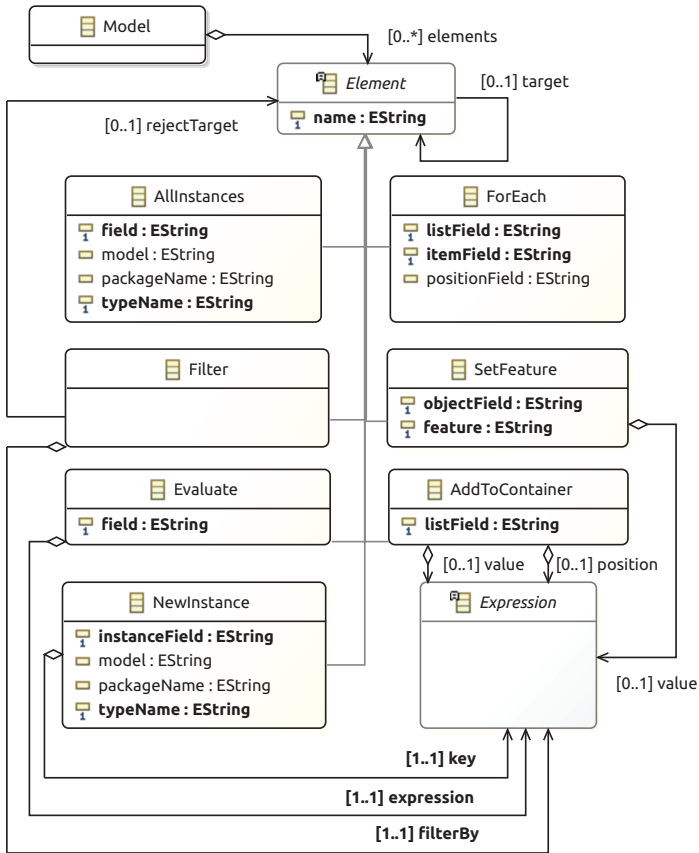 Model
[0..*] elements
Element
name : EString
[0..1] target
[0..1] rejectTarget
AllInstances
field : EString
model : EString
packageName : EString
typeName : EString
ForEach
listField : EString
itemField : EString
positionField : EString
Filter
SetFeature
objectField : EString
feature : EString
Evaluate
field : EString
AddToContainer
listField : EString
[0..1] value
[0..1] position
NewInstance
instanceField : EString
model : EString
packageName : EString
typeName : EString
Expression
[0..1] value
[1..1] key
[1..1] expression
[1..1] filterBy